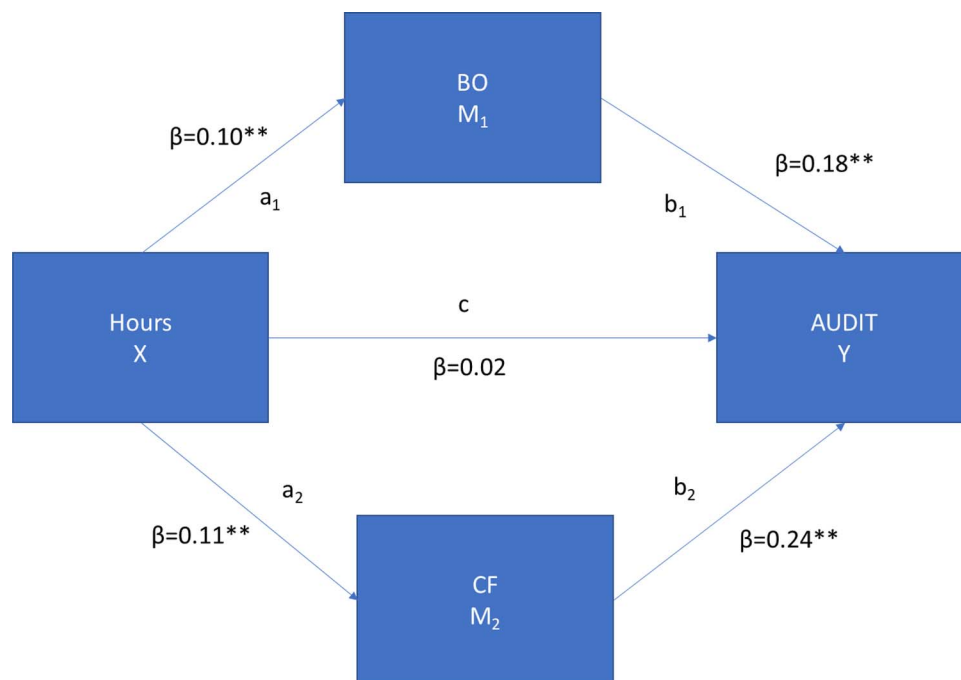 BO
M₁
β=0.10**
β=0.18**
a₁
b₁
Hours
X
c
β=0.02
AUDIT
Y
a₂
b₂
β=0.11**
β=0.24**
CF
M₂